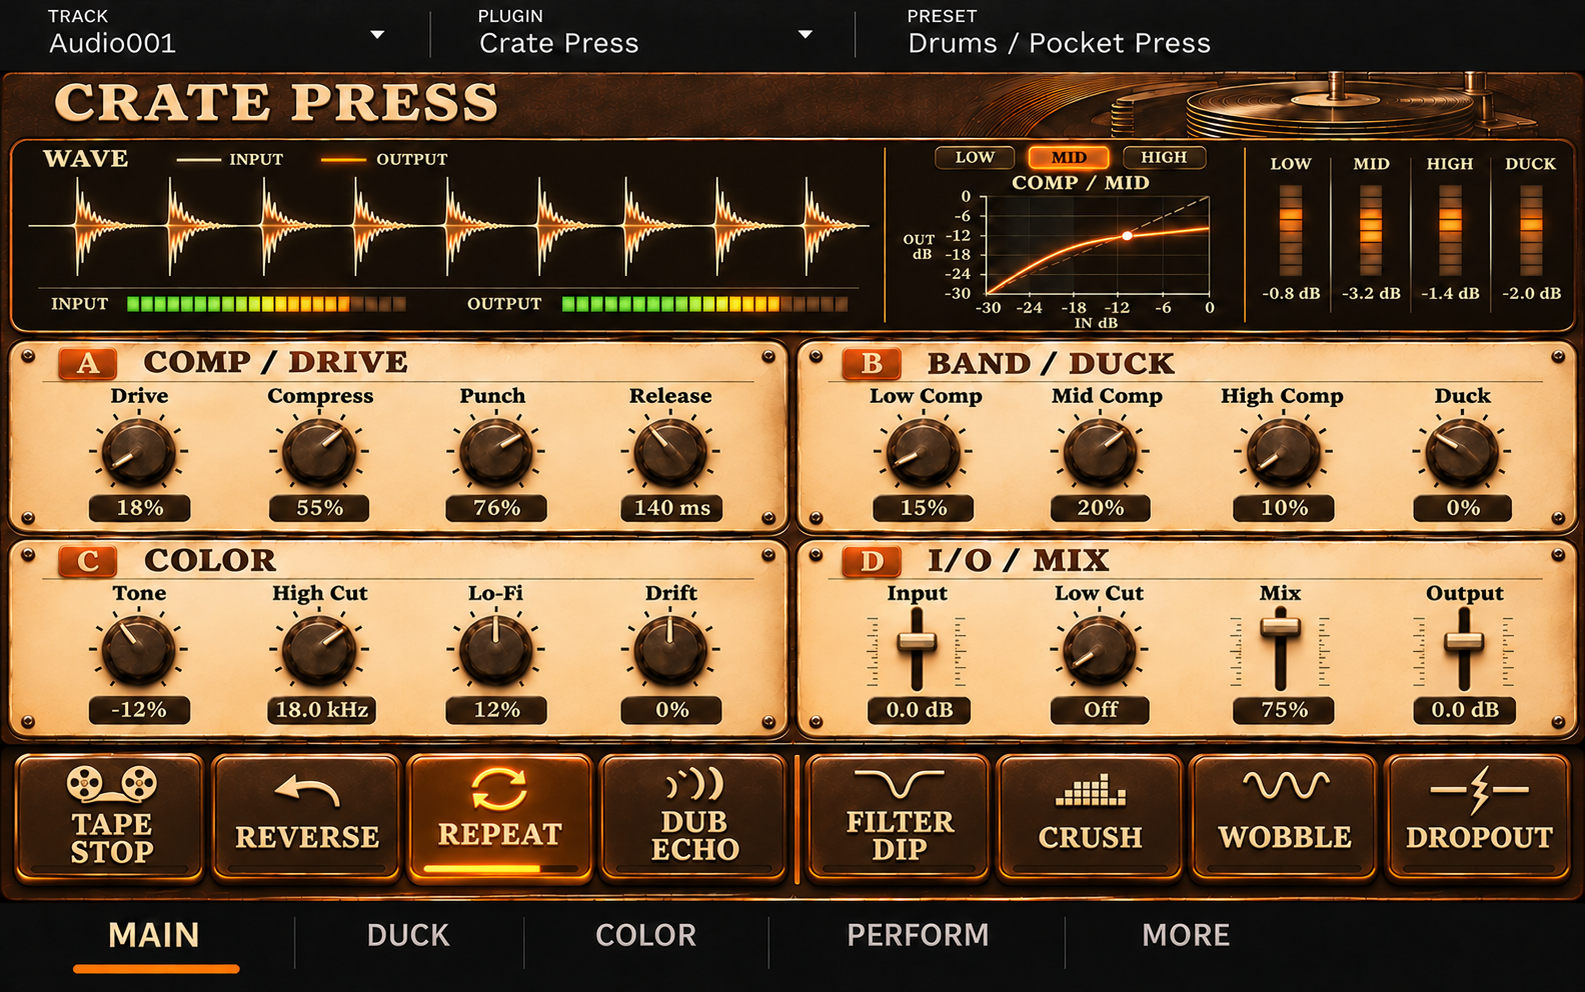 TRACK
Audio001
PLUGIN
Crate Press
PRESET
Drums / Pocket Press
CRATE PRESS
WAVE
INPUT
OUTPUT
LOW
MID
HIGH
COMP / MID
0
-6
-12
-18
-24
-30
OUT
dB
-30 -24 -18 -12 -6 0
IN dB
LOW
MID
HIGH
DUCK
-0.8 dB
-3.2 dB
-1.4 dB
-2.0 dB
INPUT
OUTPUT
A
COMP / DRIVE
Drive
Compress
Punch
Release
18%
55%
76%
140 ms
B
BAND / DUCK
Low Comp
Mid Comp
High Comp
Duck
15%
20%
10%
0%
C
COLOR
Tone
High Cut
Lo-Fi
Drift
-12%
18.0 kHz
12%
0%
D
I/O / MIX
Input
Low Cut
Mix
Output
0.0 dB
Off
75%
0.0 dB
TAPE
STOP
REVERSE
REPEAT
DUB
ECHO
FILTER
DIP
CRUSH
WOBBLE
DROPOUT
MAIN
DUCK
COLOR
PERFORM
MORE